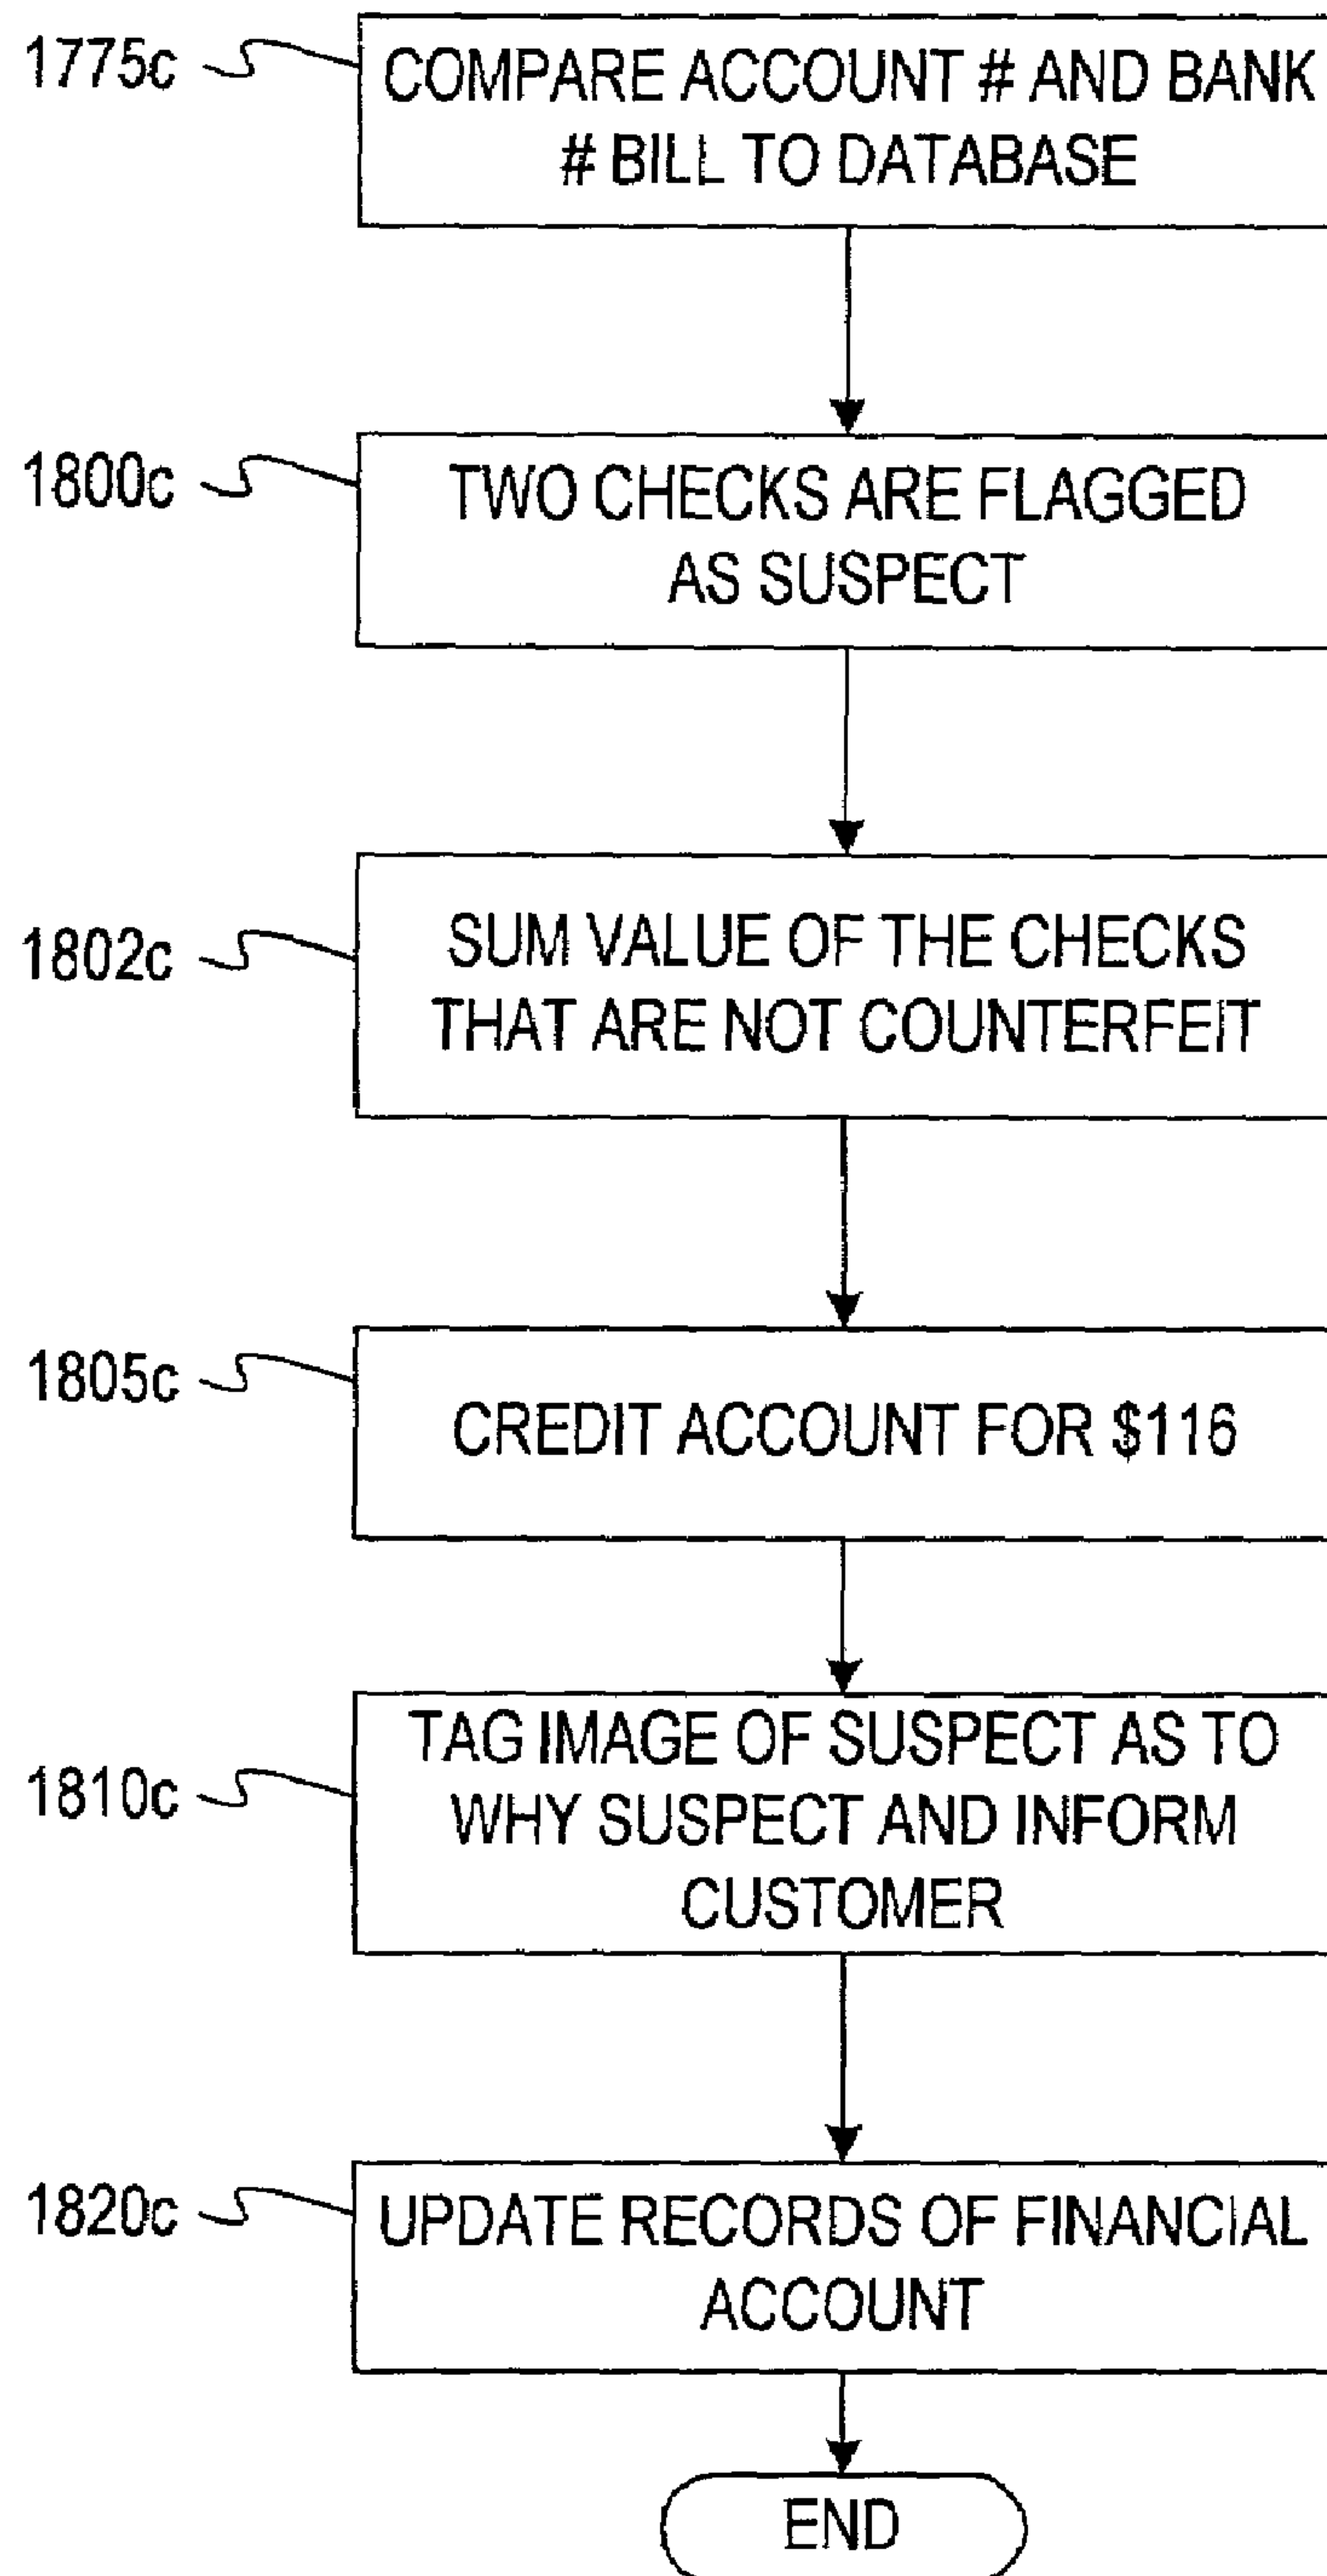 1775c
COMPARE ACCOUNT # AND BANK
# BILL TO DATABASE
1800c
TWO CHECKS ARE FLAGGED
AS SUSPECT
1802c
SUM VALUE OF THE CHECKS
THAT ARE NOT COUNTERFEIT
1805c
CREDIT ACCOUNT FOR $116
1810c
TAG IMAGE OF SUSPECT AS TO
WHY SUSPECT AND INFORM
CUSTOMER
1820c
UPDATE RECORDS OF FINANCIAL
ACCOUNT
END